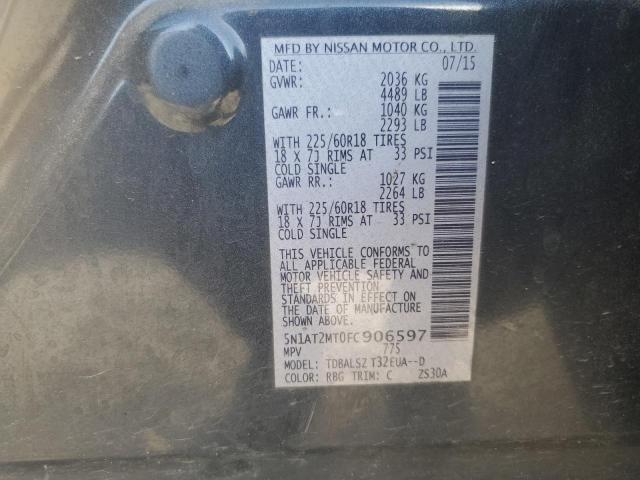 MFD BY NISSAN MOTOR CO., LTD.
DATE: 07/15
GVWR: 2036 KG
4489 LB
GAWR FR.: 1040 KG
2293 LB
WITH 225/60R18 TIRES
18 X 7J RIMS AT 33 PSI
COLD SINGLE
GAWR RR.: 1027 KG
2264 LB
WITH 225/60R18 TIRES
18 X 7J RIMS AT 33 PSI
COLD SINGLE
THIS VEHICLE CONFORMS TO
ALL APPLICABLE FEDERAL
MOTOR VEHICLE SAFETY AND
THEFT PREVENTION
STANDARDS IN EFFECT ON
THE DATE OF MANUFACTURE
SHOWN ABOVE.
5N1AT2MT0FC906597
MPV 775
MODEL: TDBALSZ T32EUA--D
COLOR: RBG TRIM: C ZS30A